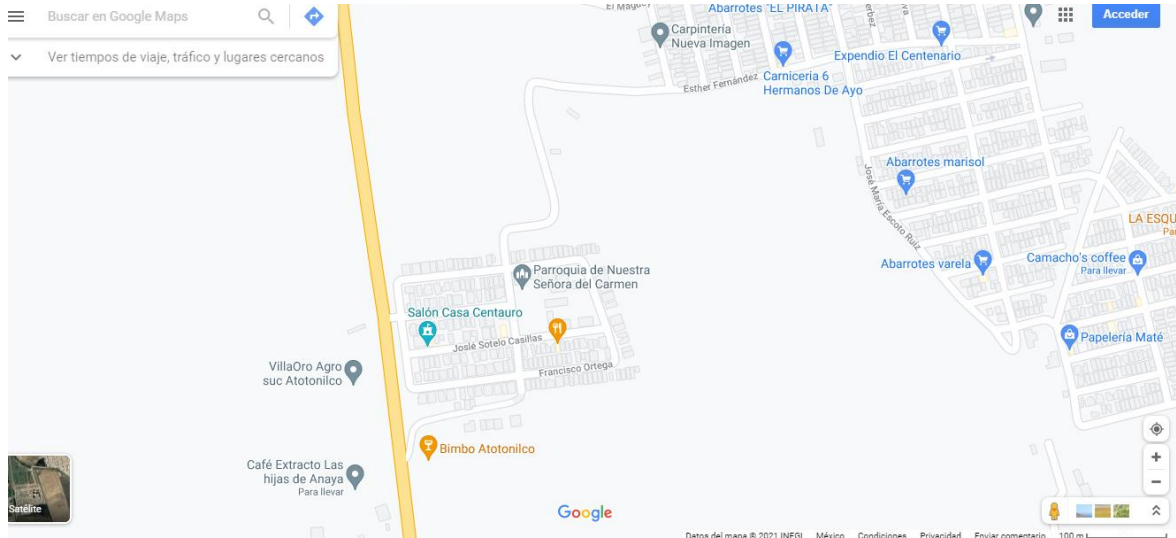 Buscar en Google Maps
Ver tiempos de viaje, tráfico y lugares cercanos
El Maguey
Abarrotes "EL PIRATA"
Acceder
Carpintería
Nueva Imagen
Expendio El Centenario
Esther Fernández
Carniceria 6
Hermanos De Ayo
Abarrotes marisol
José María Escoto Ruiz
LA ESQU
Abarrotes varela
Camacho's coffee
Para llevar
Parroquia de Nuestra
Señora del Carmen
Salón Casa Centauro
Joslé Sotelo Casillas
Papelería Maté
VillaOro Agro
suc Atotonilco
Francisco Ortega
Bimbo Atotonilco
Café Extracto Las
hijas de Anaya
Para llevar
Satélite
Google
Datos del mapa © 2021 INEGI México Condiciones Privacidad Enviar comentario 100 m